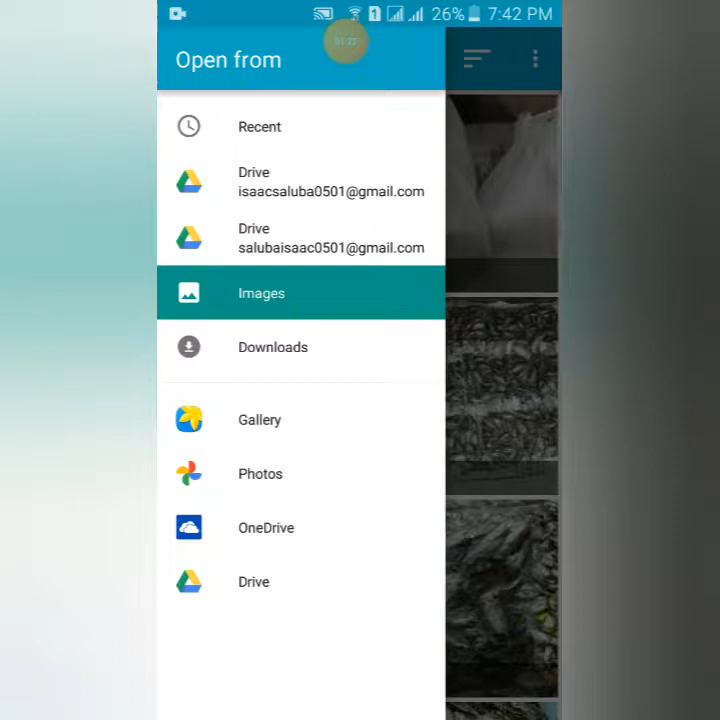 26% 7:42 PM
Open from
Recent
Drive
isaacsaluba0501@gmail.com
Drive
salubaisaac0501@gmail.com
Images
Downloads
Gallery
Photos
OneDrive
Drive